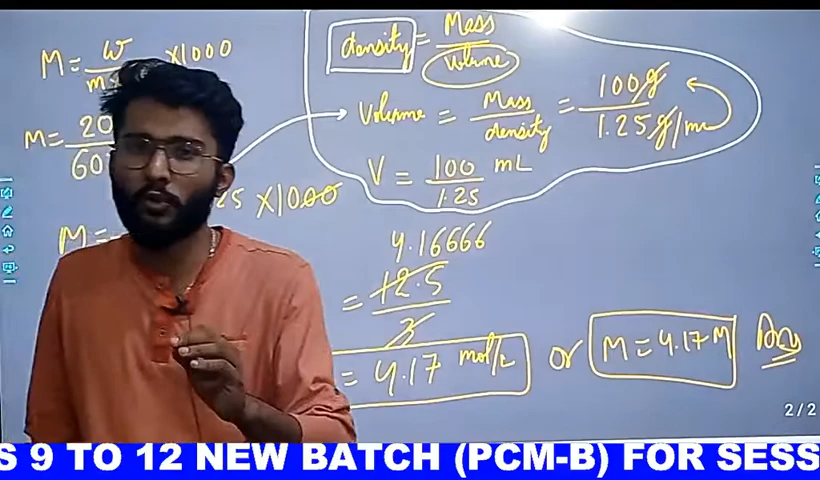 M = w/m × 1000
M = 20/60
25 × 1000
M =
density = Mass/Volume
Volume = Mass/density = 100g/1.25 g/mL
V = 100/1.25 mL
4.16666
= 12.5/3
= 4.17 mol/L or M = 4.17 M Ans
2/2
S 9 TO 12 NEW BATCH (PCM-B) FOR SESS